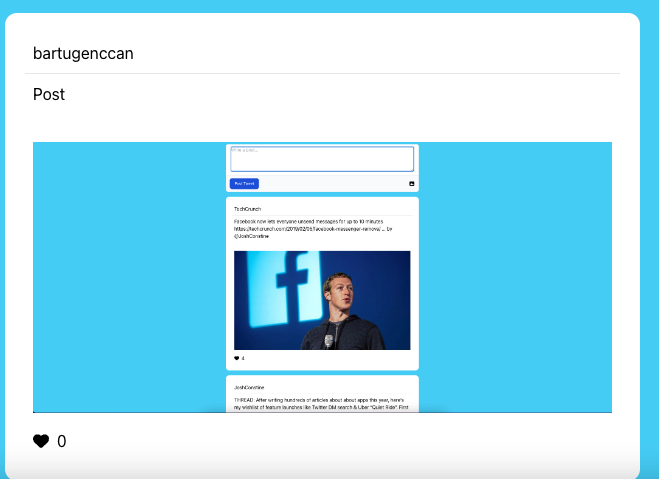 bartugenccan
Post
Post Tweet
TechCrunch
Facebook now lets everyone unsend messages for up to 10 minutes
https://techcrunch.com/2019/02/05/facebook-messenger-remove/... by
@JoshConstine
f
4
JoshConstine
THREAD: After writing hundreds of articles about about apps this year, here's
my wishlist of feature launches like Twitter DM search & Uber "Quiet Ride" First
0